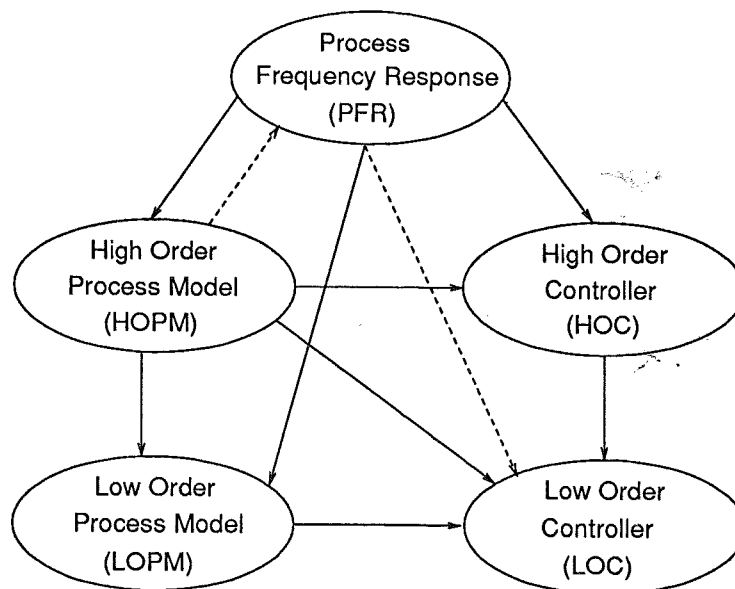 Process
Frequency Response
(PFR)
High Order
Process Model
(HOPM)
High Order
Controller
(HOC)
Low Order
Process Model
(LOPM)
Low Order
Controller
(LOC)